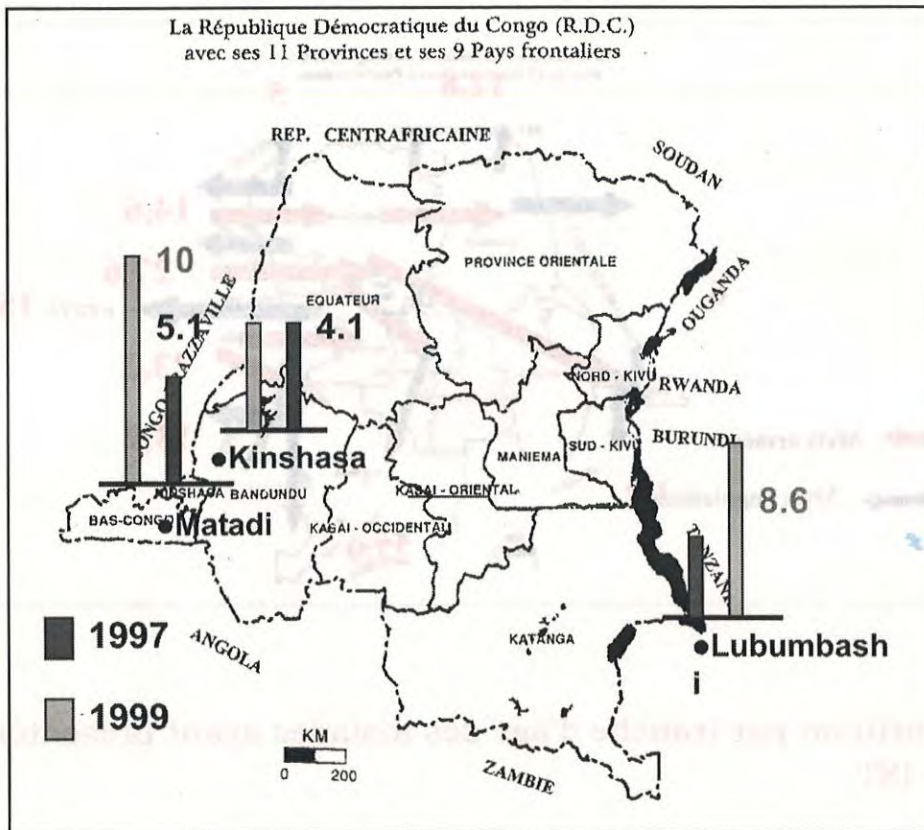 La République Démocratique du Congo (R.D.C.)
avec ses 11 Provinces et ses 9 Pays frontaliers
REP. CENTRAFRICAINE
SOUDAN
PROVINCE ORIENTALE
OUGANDA
10
5.1
AZZAVILLE
EQUATEUR
4.1
NORD - KIVU
RWANDA
BURUNDI
CONGO
Kinshasa
MANIEMA
SUD - KIVU
8.6
KINSHASA BANDUNDU
KASAI - ORIENTAL
BAS-CONGO
Matadi
KASAI - OCCIDENTAL
1997
ANGOLA
KATANGA
Lubumbash
i
1999
KM
0 200
ZAMBIE